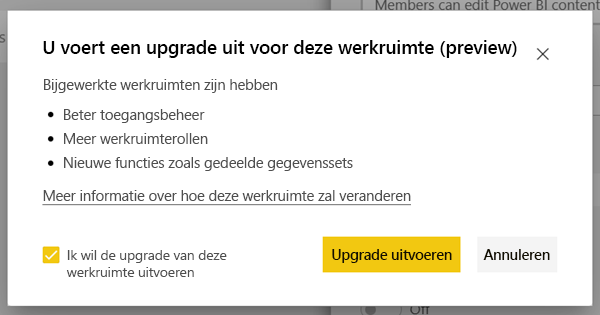 Members can edit Power BI content
U voert een upgrade uit voor deze werkruimte (preview)
Bijgewerkte werkruimten zijn hebben
• Beter toegangsbeheer
• Meer werkruimterollen
• Nieuwe functies zoals gedeelde gegevenssets
Meer informatie over hoe deze werkruimte zal veranderen
Ik wil de upgrade van deze
werkruimte uitvoeren
Upgrade uitvoeren
Annuleren
Off